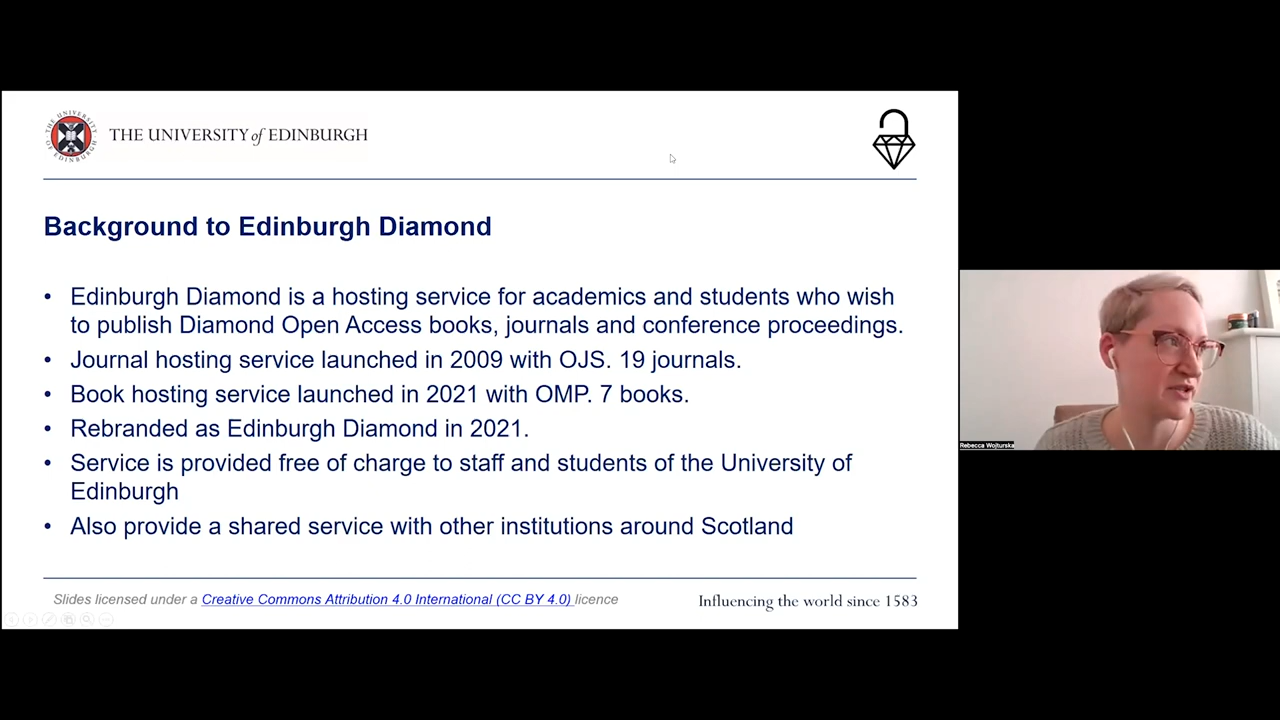 THE UNIVERSITY of EDINBURGH
Background to Edinburgh Diamond
• Edinburgh Diamond is a hosting service for academics and students who wish
to publish Diamond Open Access books, journals and conference proceedings.
• Journal hosting service launched in 2009 with OJS. 19 journals.
• Book hosting service launched in 2021 with OMP. 7 books.
• Rebranded as Edinburgh Diamond in 2021.
• Service is provided free of charge to staff and students of the University of
Edinburgh
• Also provide a shared service with other institutions around Scotland
Slides licensed under a Creative Commons Attribution 4.0 International (CC BY 4.0) licence
Influencing the world since 1583
Rebecca Wojturska